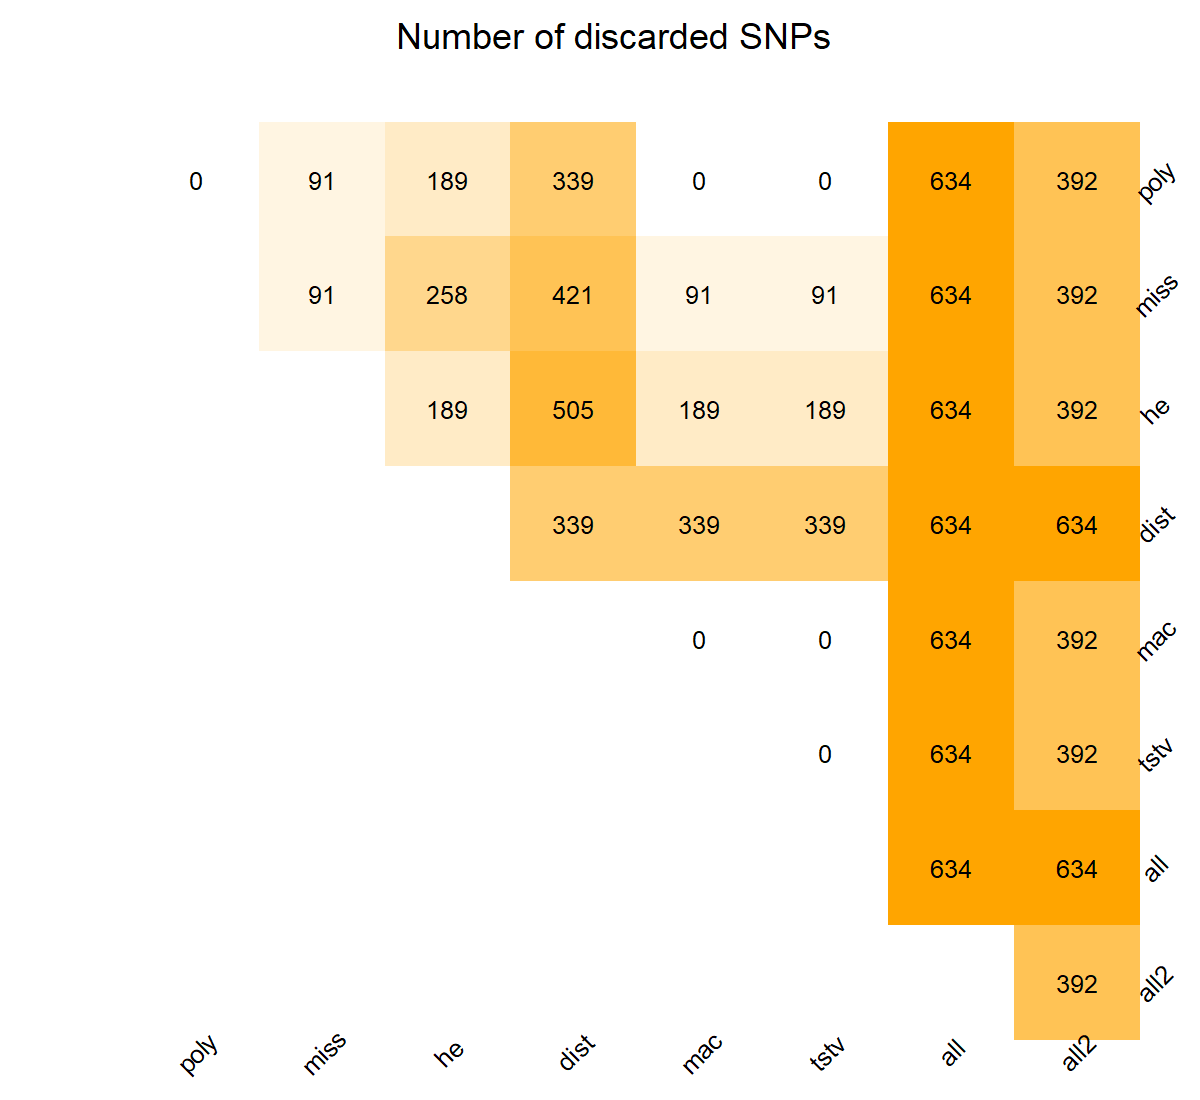 Number of discarded SNPs
0 91 189 339 0 0 634 392 poly
91 258 421 91 91 634 392 miss
189 505 189 189 634 392 he
339 339 339 634 634 dist
0 0 634 392 mac
0 634 392 tstv
634 634 all
392 all2
poly miss he dist mac tstv all all2